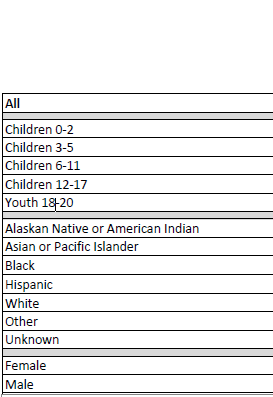 All
Children 0-2
Children 3-5
Children 6-11
Children 12-17
Youth 18-20
Alaskan Native or American Indian
Asian or Pacific Islander
Black
Hispanic
White
Other
Unknown
Female
Male